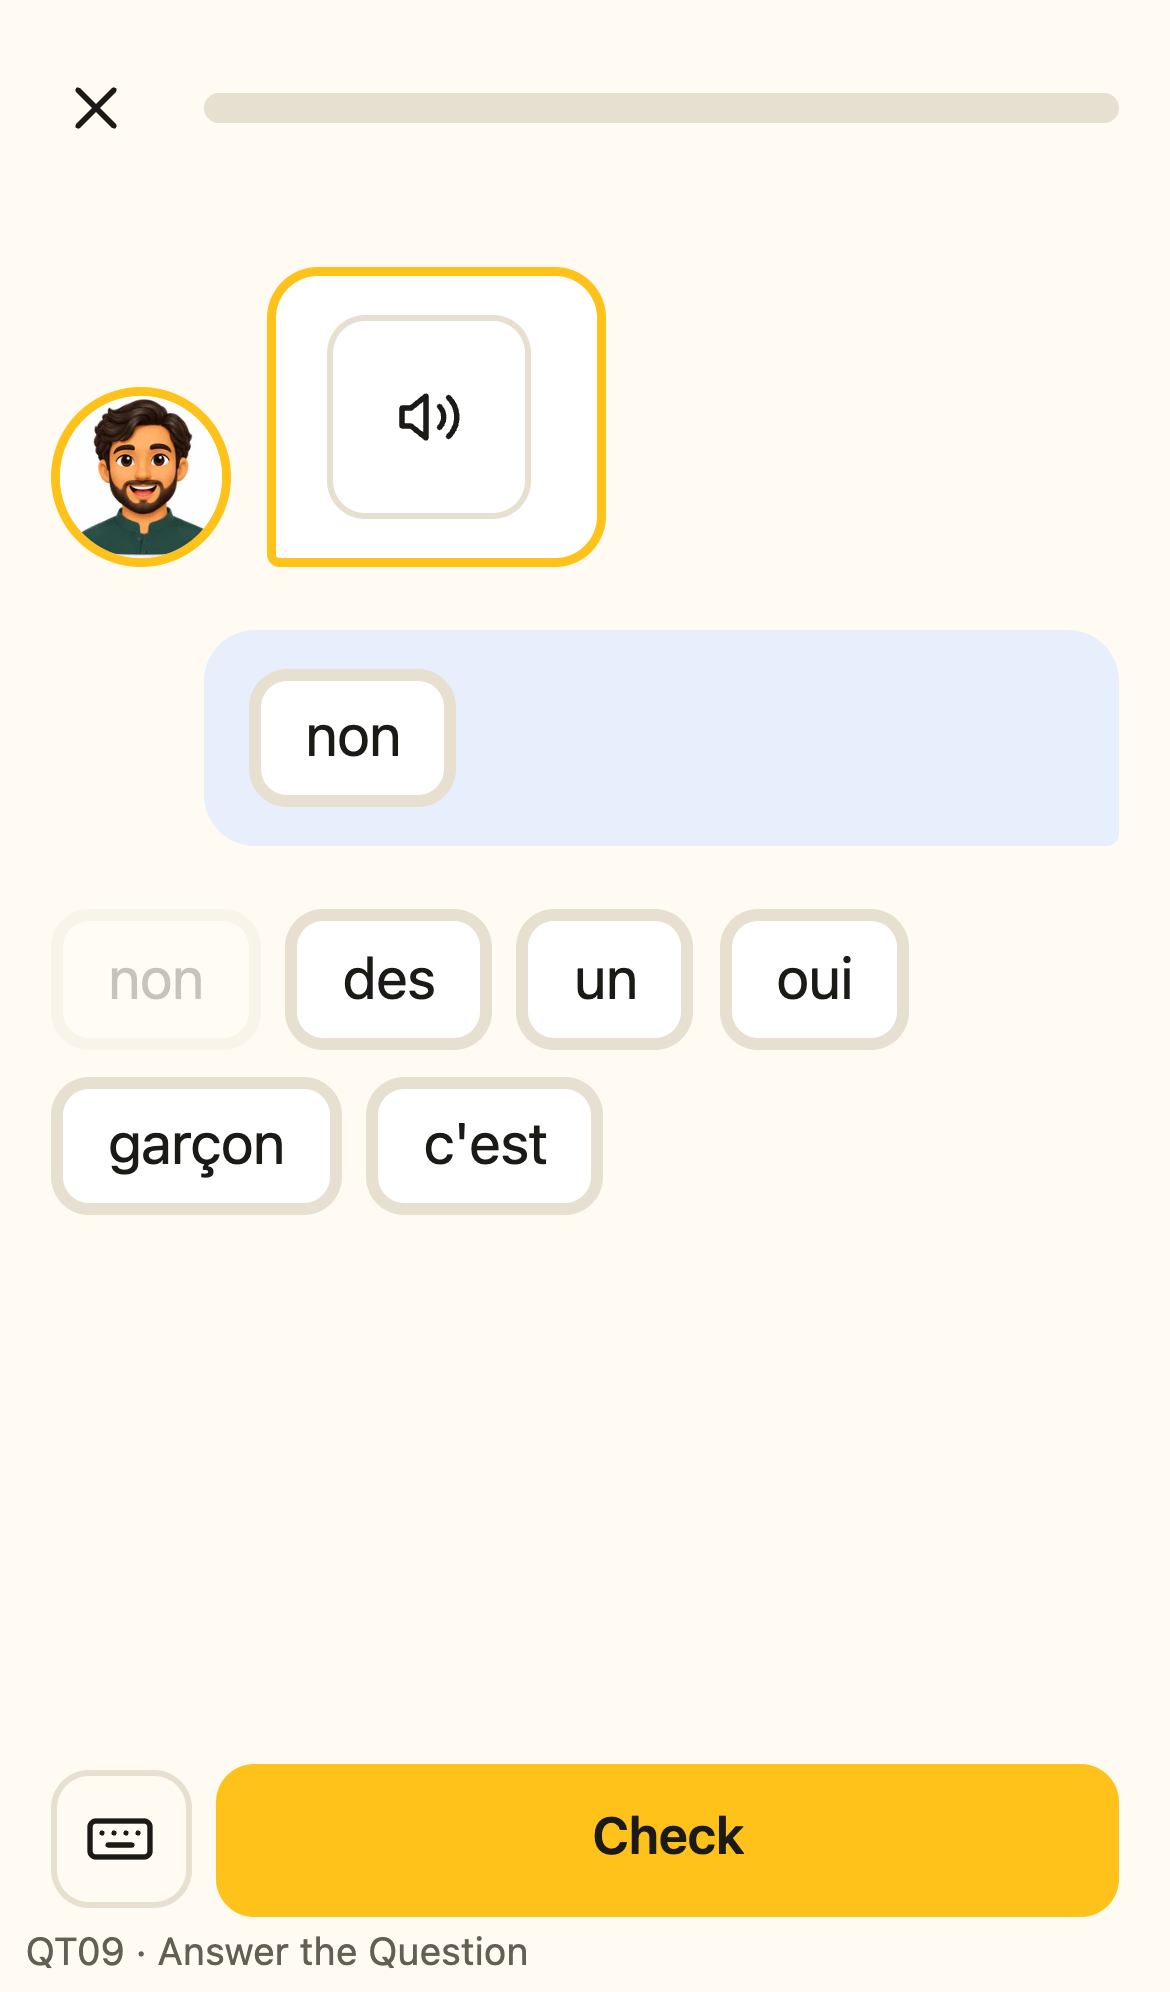 non
non des un oui
garçon c'est
Check
QT09 · Answer the Question